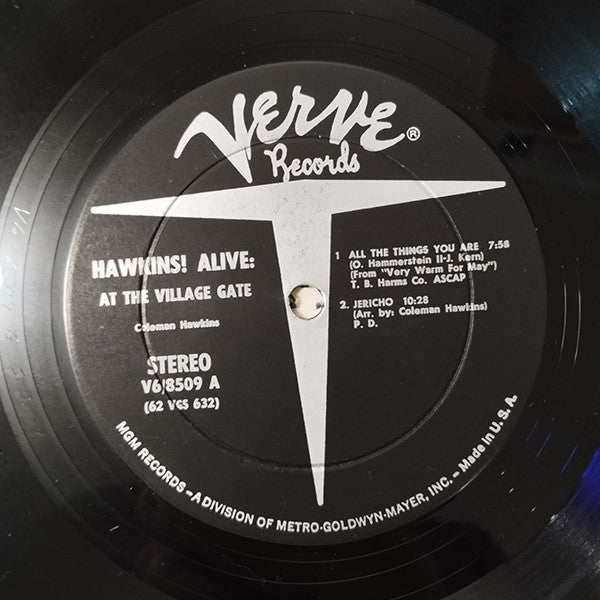 VERVE®
Records
HAWKINS! ALIVE:
AT THE VILLAGE GATE
Coleman Hawkins
STEREO
V6/8509 A
(62 VGS 632)
1 ALL THE THINGS YOU ARE 7:58
(O. Hammerstein II-J. Kern)
(From "Very Warm For May")
T. B. Harms Co. ASCAP
2. JERICHO 10:28
(Arr. by: Coleman Hawkins)
P. D.
MGM RECORDS—A DIVISION OF METRO-GOLDWYN-MAYER, INC.—Made in U.S.A.